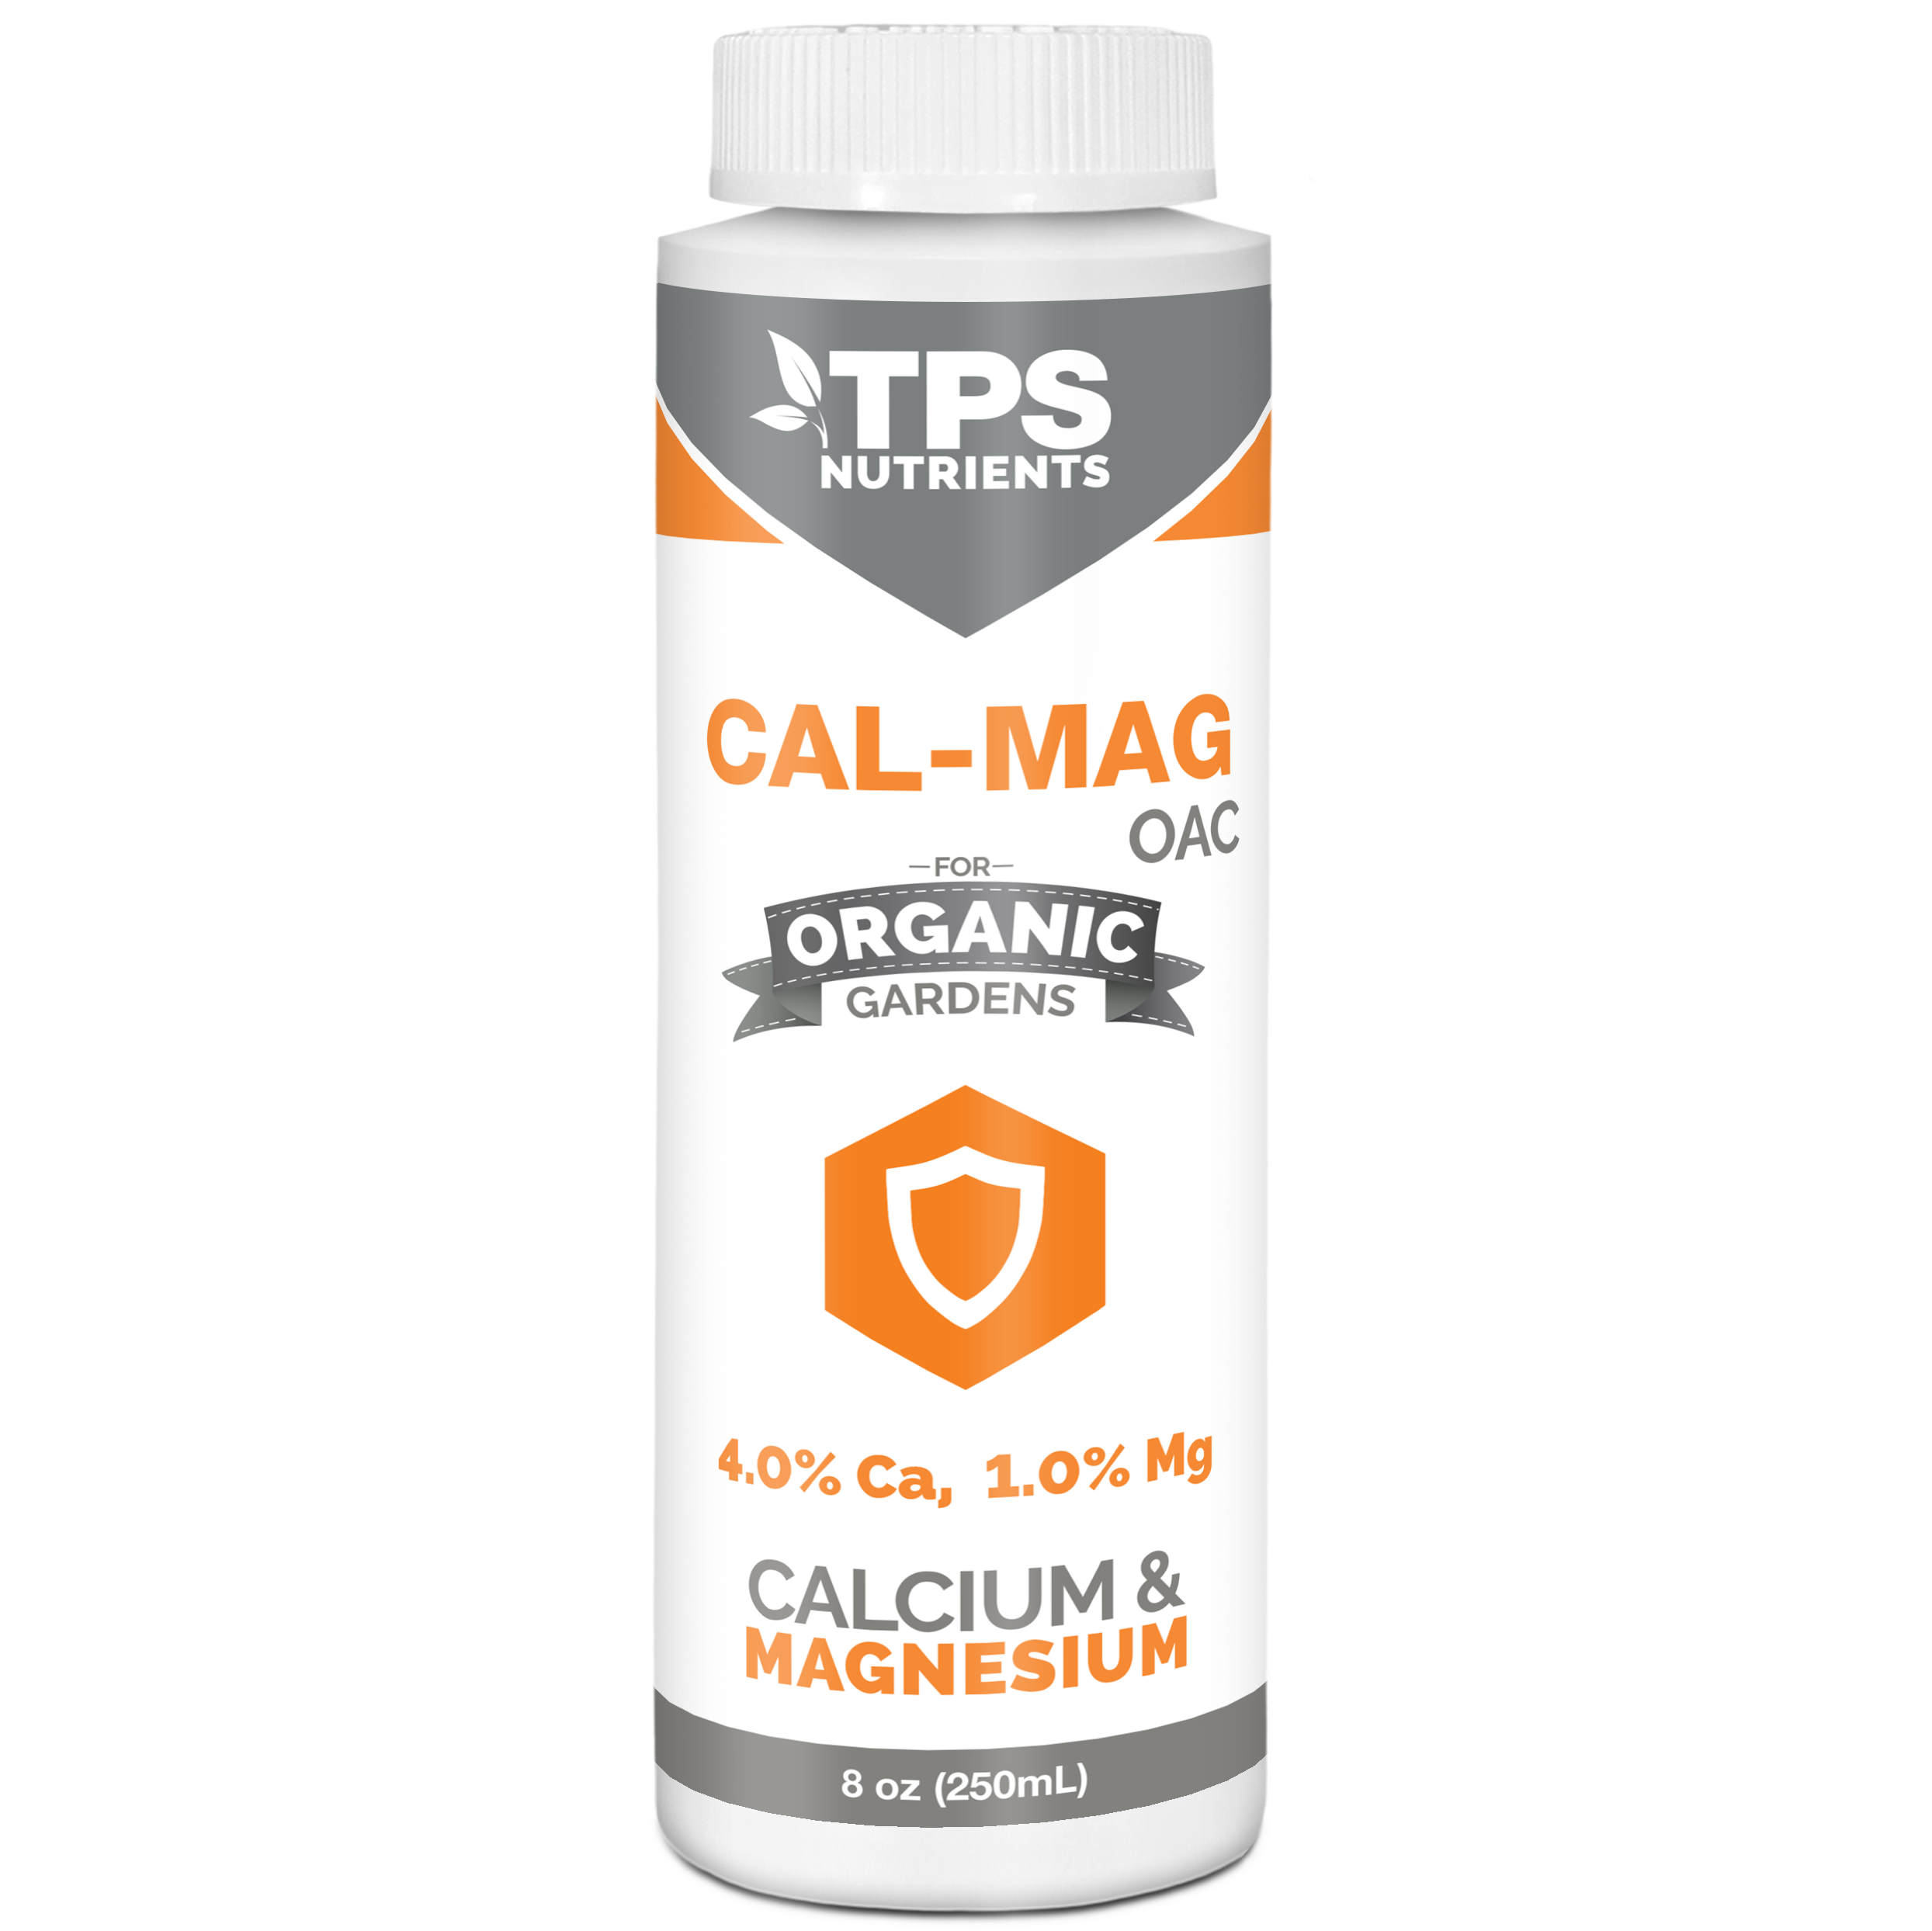 TPS
NUTRIENTS
CAL-MAG
OAC
FOR
ORGANIC
GARDENS
4.0% Ca, 1.0% Mg
CALCIUM &
MAGNESIUM
8 oz (250mL)